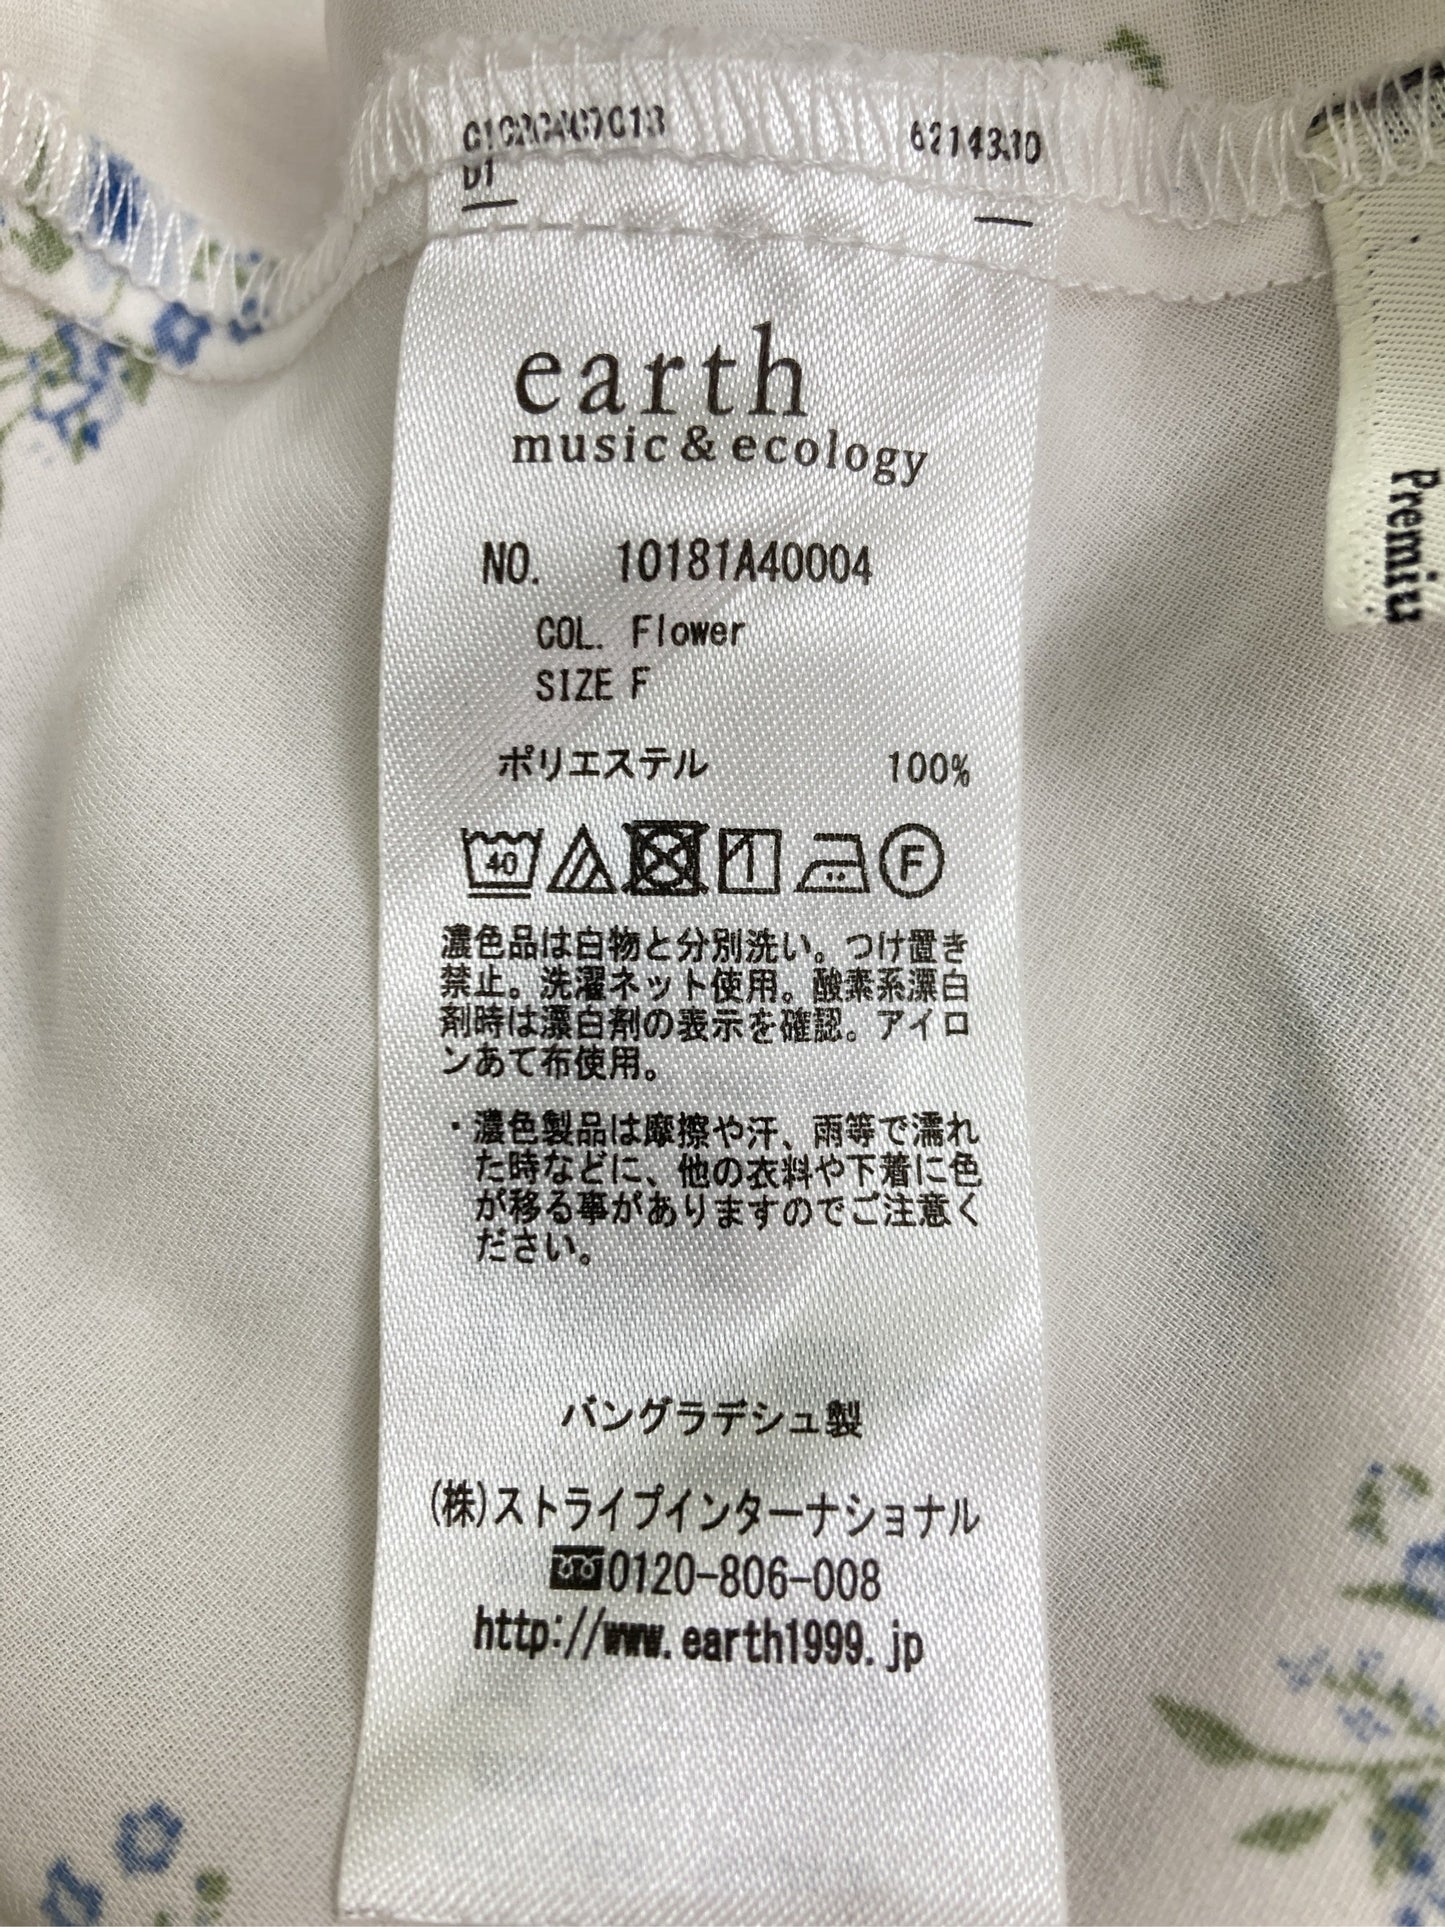 6214330
D1
earth
music & ecology
NO. 10181A40004
COL. Flower
SIZE F
ポリエステル 100%
40 F
濃色品は白物と分別洗い。つけ置き
禁止。洗濯ネット使用。酸素系漂白
剤時は漂白剤の表示を確認。アイロ
ンあて布使用。
・濃色製品は摩擦や汗、雨等で濡れ
た時などに、他の衣料や下着に色
が移る事がありますのでご注意く
ださい。
バングラデシュ製
(株)ストライプインターナショナル
0120-806-008
http://www.earth1999.jp
Premiu